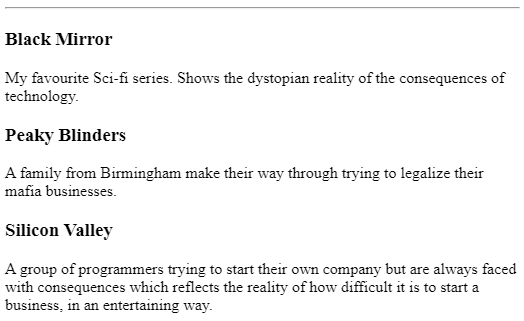 Black Mirror
My favourite Sci-fi series. Shows the dystopian reality of the consequences of
technology.
Peaky Blinders
A family from Birmingham make their way through trying to legalize their
mafia businesses.
Silicon Valley
A group of programmers trying to start their own company but are always faced
with consequences which reflects the reality of how difficult it is to start a
business, in an entertaining way.